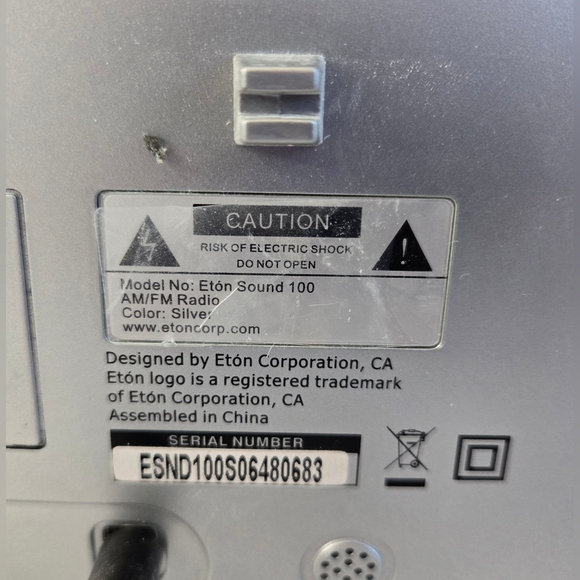 CAUTION
RISK OF ELECTRIC SHOCK
DO NOT OPEN
Model No: Etón Sound 100
AM/FM Radio
Color: Silver
www.etoncorp.com
Designed by Etón Corporation, CA
Etón logo is a registered trademark
of Etón Corporation, CA
Assembled in China
SERIAL NUMBER
ESND100S06480683